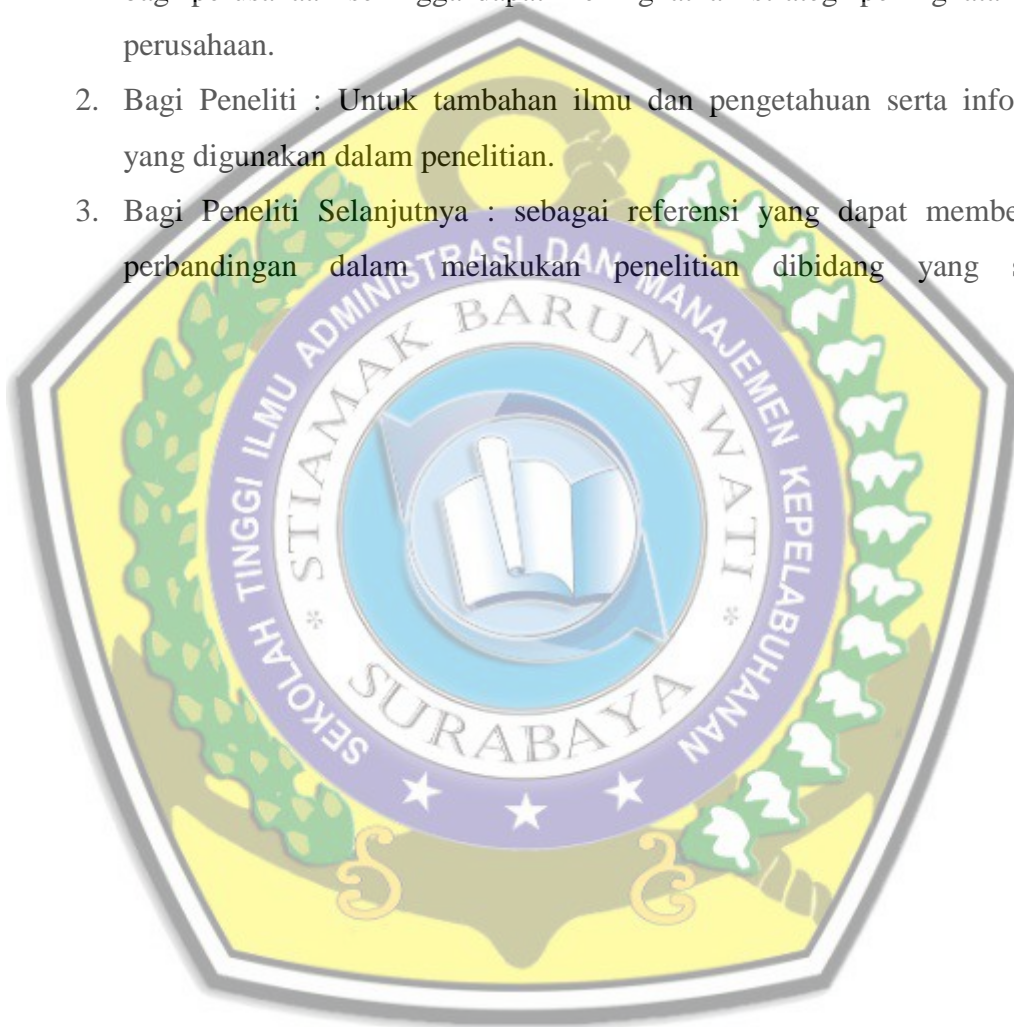 perusahaan.
2. Bagi Peneliti : Untuk tambahan ilmu dan pengetahuan serta info
yang digunakan dalam penelitian.
3. Bagi Peneliti Selanjutnya : sebagai referensi yang dapat membe
perbandingan dalam melakukan penelitian dibidang yang s
SEKOLAH TINGGI ILMU ADMINISTRASI DAN MANAJEMEN KEPELABUHANAN
STIAMAK BARUNAWATI
* SURABAYA *